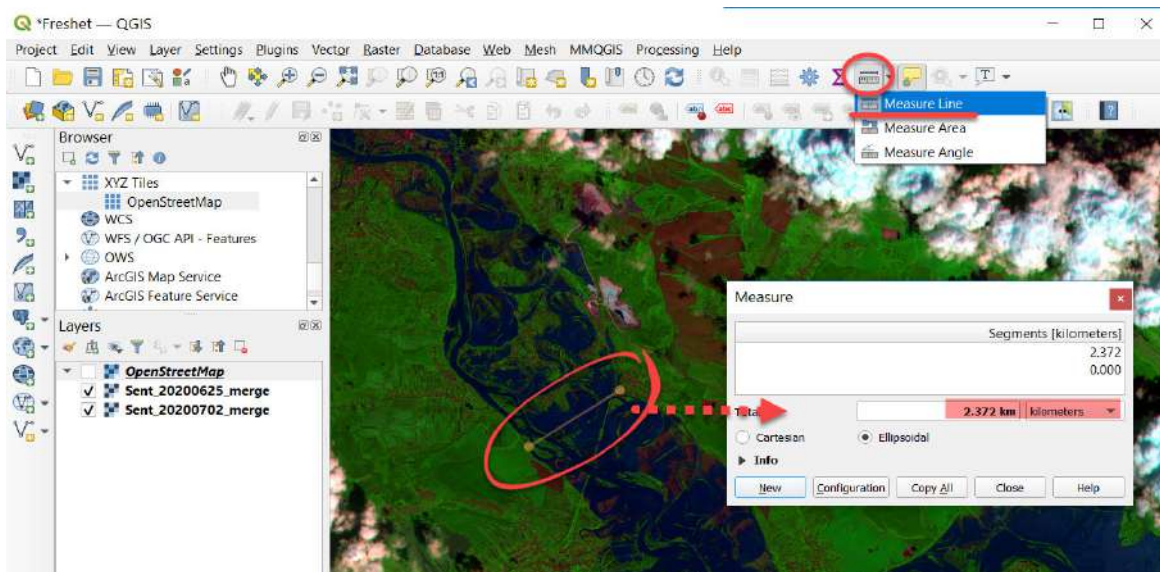 *Freshet — QGIS
Project Edit View Layer Settings Plugins Vector Raster Database Web Mesh MMQGIS Processing Help
Measure Line
Measure Area
Measure Angle
Browser
XYZ Tiles
OpenStreetMap
WCS
WFS / OGC API - Features
OWS
ArcGIS Map Service
ArcGIS Feature Service
Layers
OpenStreetMap
Sent_20200625_merge
Sent_20200702_merge
Measure
Segments [kilometers]
2.372
0.000
Total
2.372 km kilometers
Cartesian Ellipsoidal
Info
New Configuration Copy All Close Help